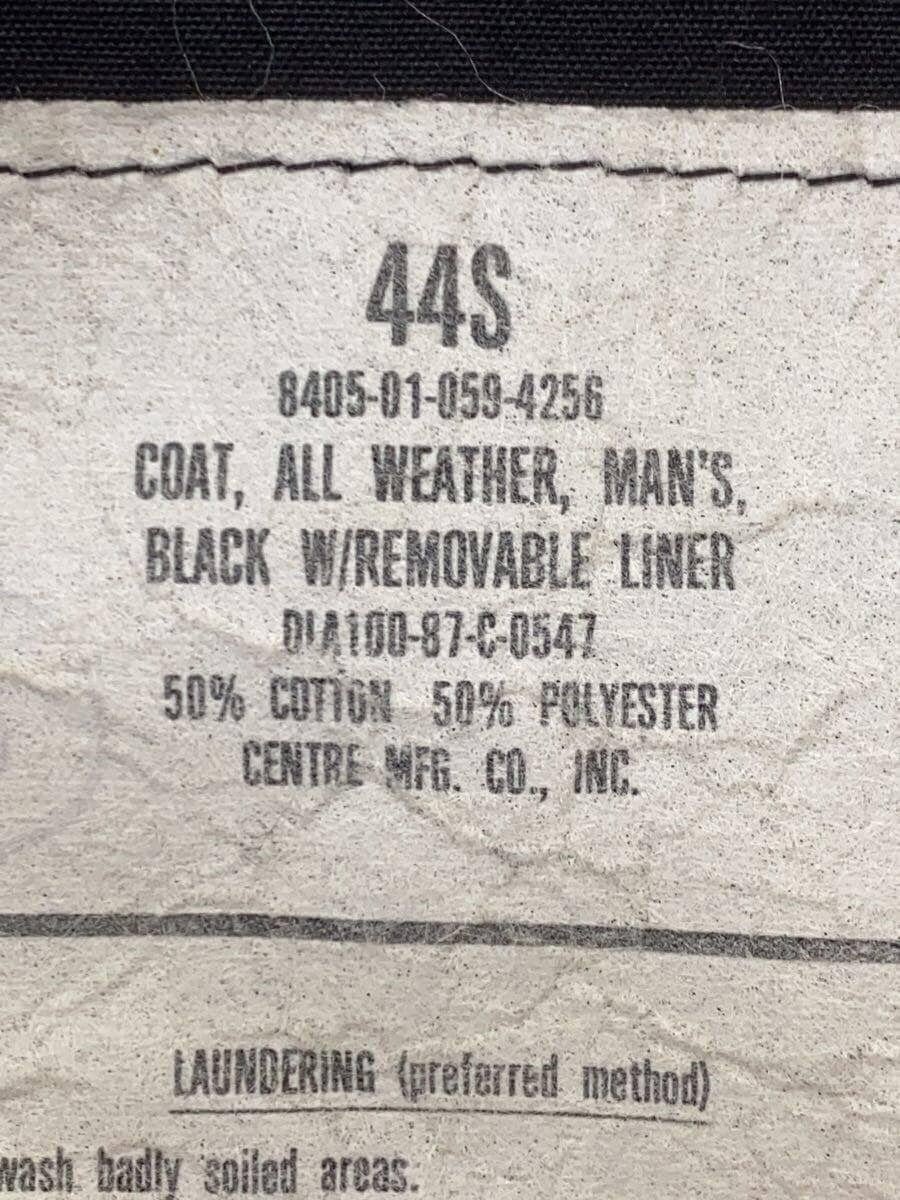 44S
8405-01-059-4256
COAT, ALL WEATHER, MAN'S,
BLACK W/REMOVABLE LINER
DLA100-87-C-0547
50% COTTON 50% POLYESTER
CENTRE MFG. CO., INC.
LAUNDERING (preferred method)
wash badly soiled areas.